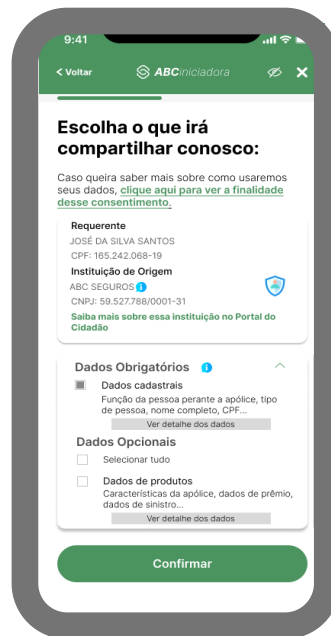 9:41
< Voltar
ABCiniciadora
Escolha o que irá
compartilhar conosco:
Caso queira saber mais sobre como usaremos
seus dados, clique aqui para ver a finalidade
desse consentimento.
Requerente
JOSÉ DA SILVA SANTOS
CPF: 165.242.068-19
Instituição de Origem
ABC SEGUROS
CNPJ: 59.527.788/0001-31
Saiba mais sobre essa instituição no Portal do
Cidadão
Dados Obrigatórios
Dados cadastrais
Função da pessoa perante a apólice, tipo
de pessoa, nome completo, CPF...
Ver detalhe dos dados
Dados Opcionais
Selecionar tudo
Dados de produtos
Características da apólice, dados de prêmio,
dados de sinistro...
Ver detalhe dos dados
Confirmar